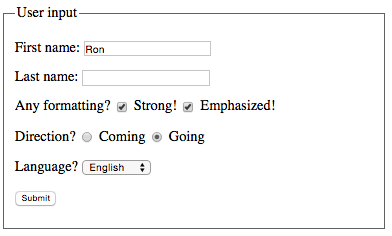 User input
First name: Ron
Last name:
Any formatting? Strong! Emphasized!
Direction? Coming Going
Language? English
Submit